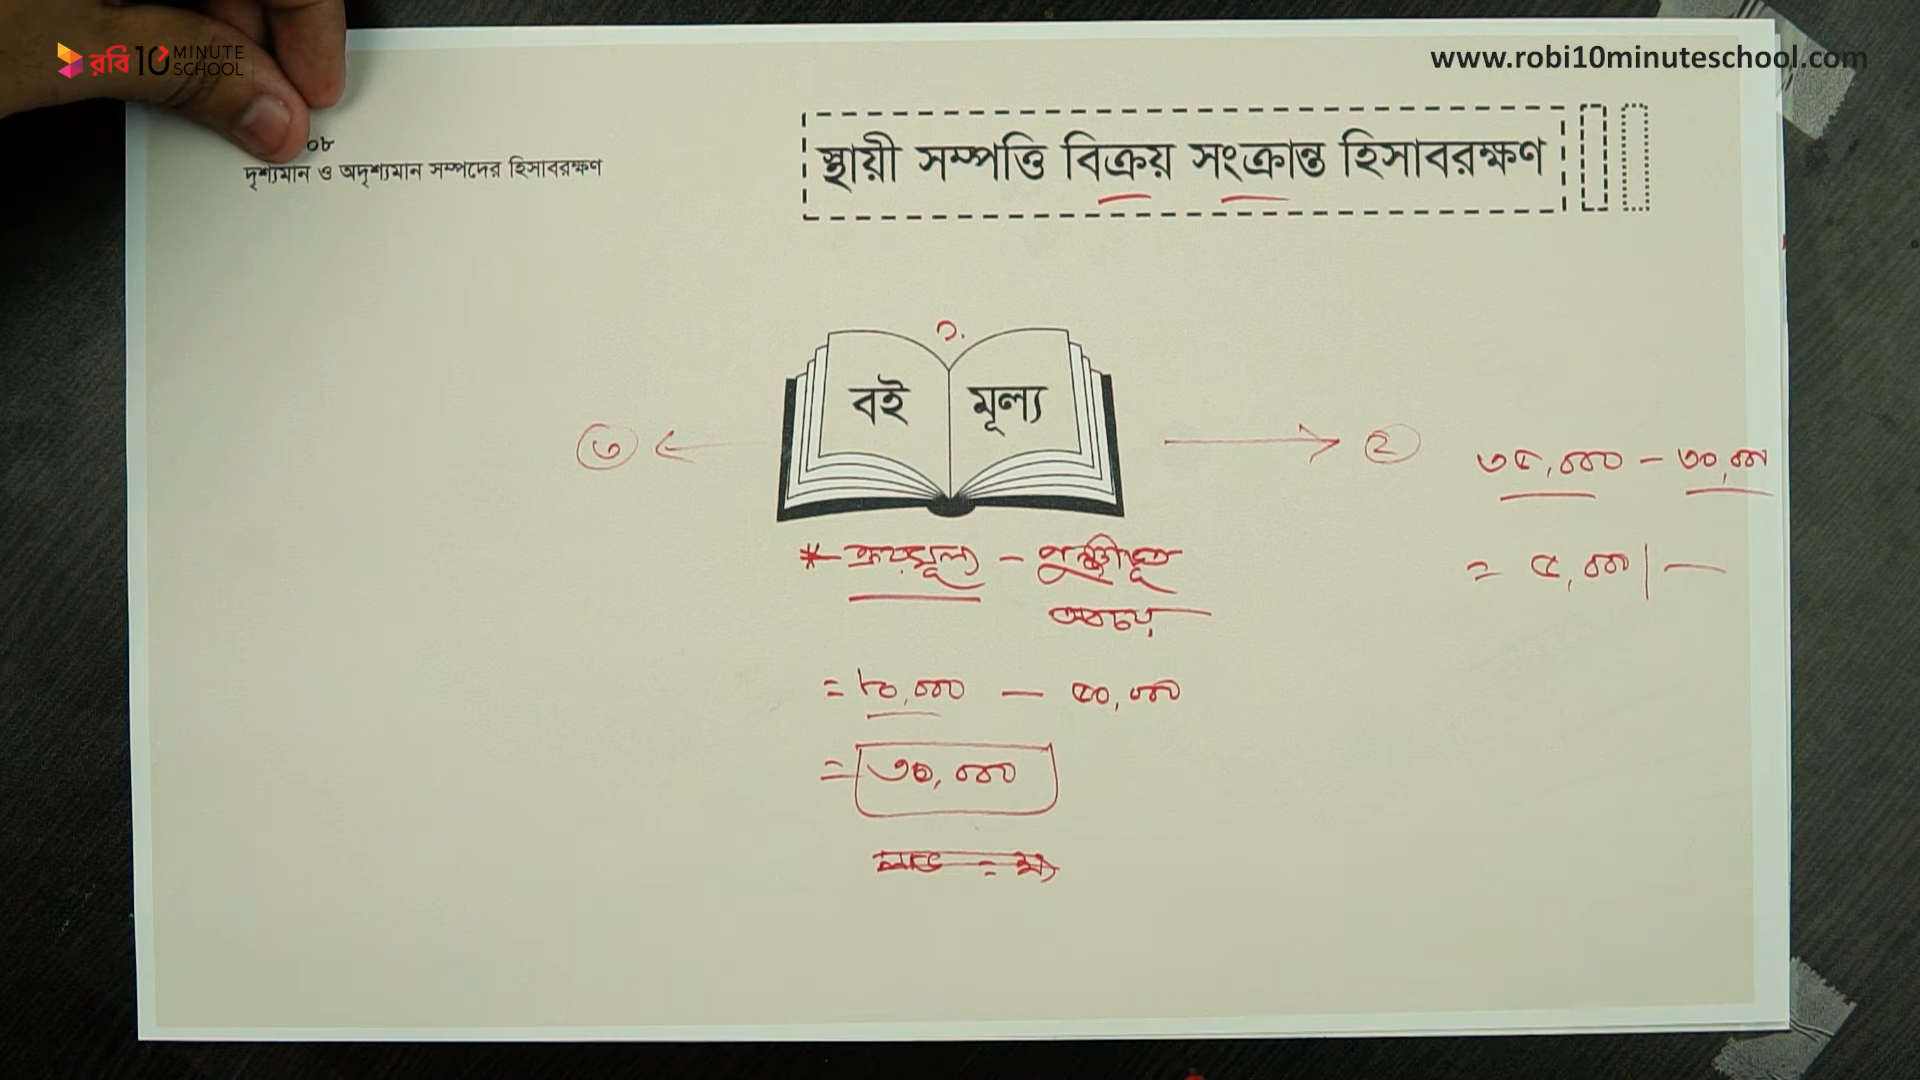 রবি 10 MINUTE SCHOOL
www.robi10minuteschool.com
০৮
দৃশ্যমান ও অদৃশ্যমান সম্পদের হিসাবরক্ষণ
স্থায়ী সম্পত্তি বিক্রয় সংক্রান্ত হিসাবরক্ষণ
১.
বই মূল্য
৩
২
৩৫,০০০ - ৩০,০০০
= ৫,০০০ | —
* ক্রয়মূল্য - পুঞ্জীভূত
অবচয়
= ৮০,০০০ — ৫০,০০০
= ৩০,০০০